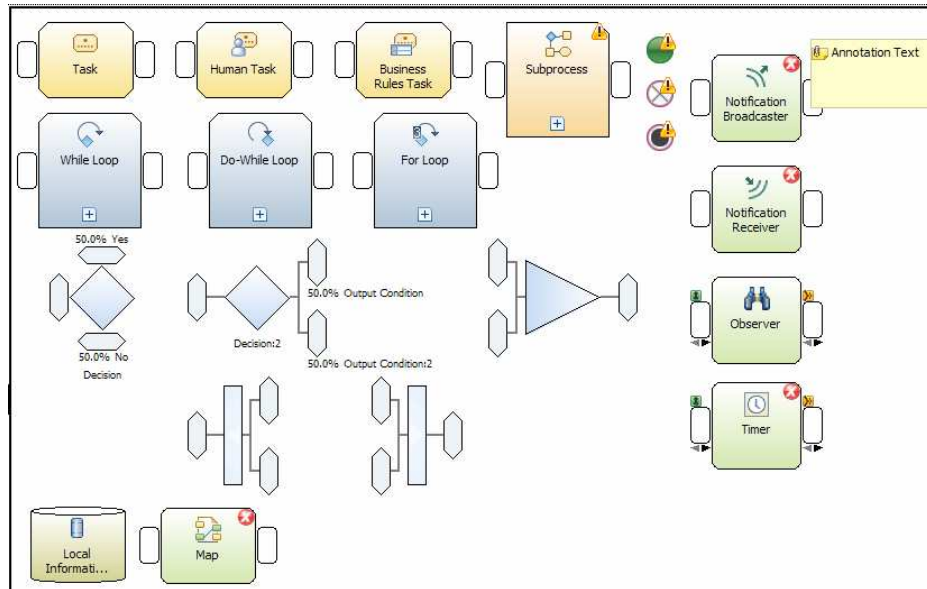 Task
Human Task
Business
Rules Task
Subprocess
Annotation Text
Notification
Broadcaster
While Loop
Do-While Loop
For Loop
Notification
Receiver
50.0% Yes
50.0% No
Decision
Decision:2
50.0% Output Condition
50.0% Output Condition:2
Observer
Timer
Local
Informati...
Map